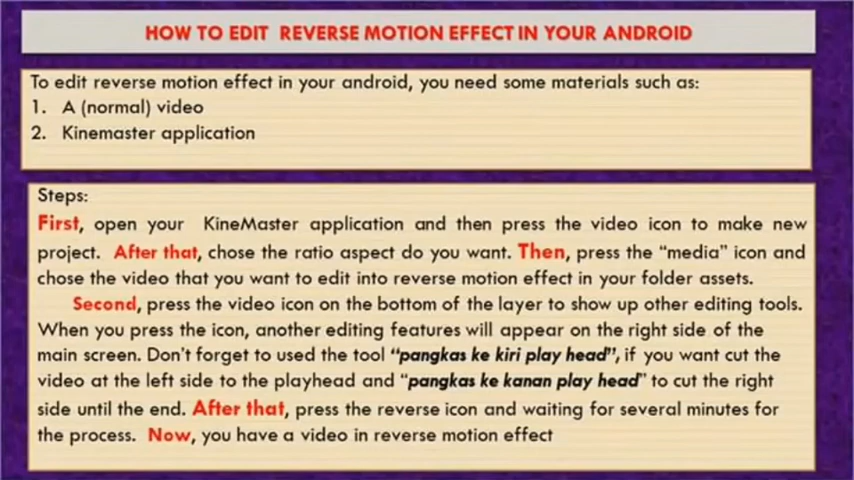 HOW TO EDIT REVERSE MOTION EFFECT IN YOUR ANDROID
To edit reverse motion effect in your android, you need some materials such as:
1. A (normal) video
2. Kinemaster application
Steps:
First, open your KineMaster application and then press the video icon to make new
project. After that, chose the ratio aspect do you want. Then, press the “media” icon and
chose the video that you want to edit into reverse motion effect in your folder assets.
Second, press the video icon on the bottom of the layer to show up other editing tools.
When you press the icon, another editing features will appear on the right side of the
main screen. Don't forget to used the tool “pangkas ke kiri play head”, if you want cut the
video at the left side to the playhead and “pangkas ke kanan play head” to cut the right
side until the end. After that, press the reverse icon and waiting for several minutes for
the process. Now, you have a video in reverse motion effect